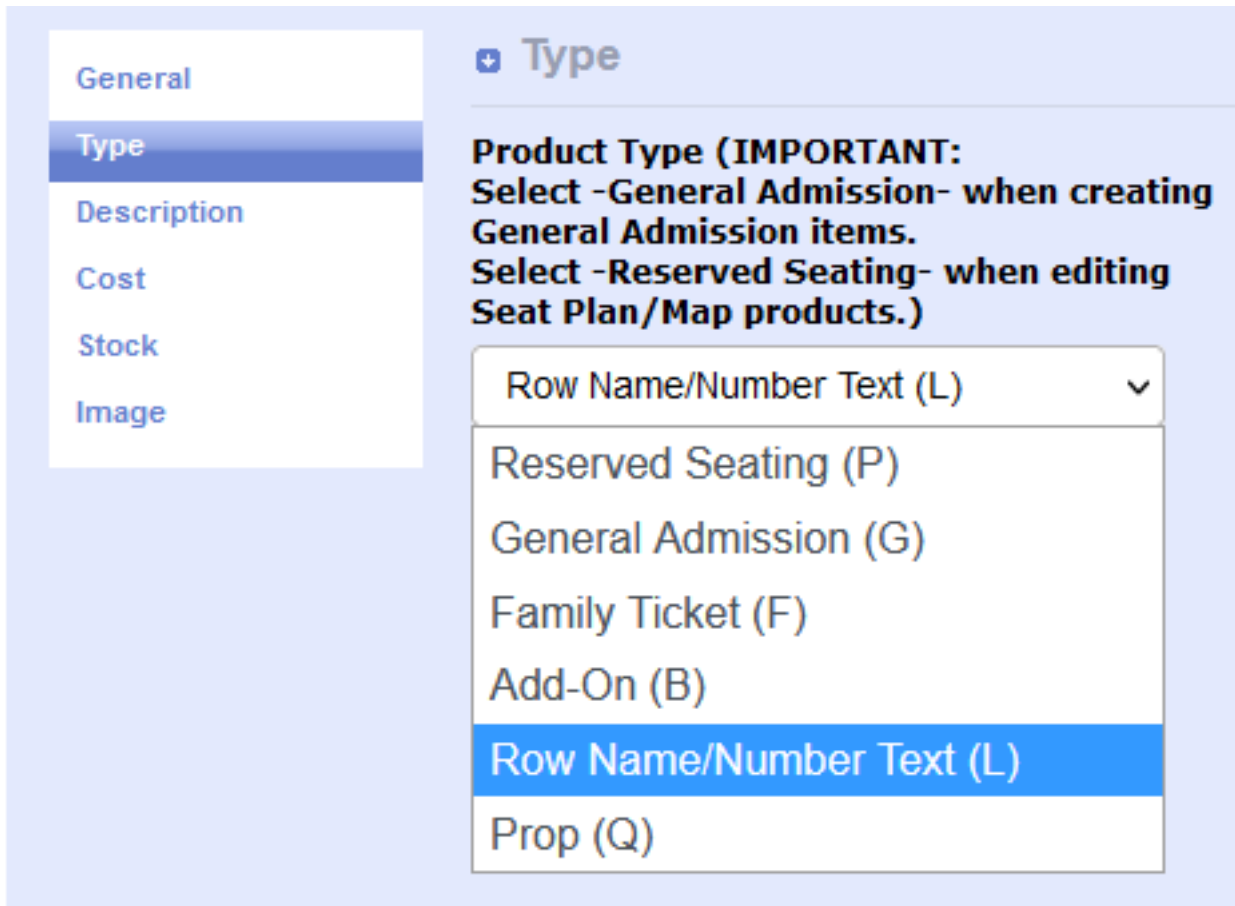 General
Type
Description
Cost
Stock
Image
Type
Product Type (IMPORTANT:
Select -General Admission- when creating
General Admission items.
Select -Reserved Seating- when editing
Seat Plan/Map products.)
Row Name/Number Text (L)
Reserved Seating (P)
General Admission (G)
Family Ticket (F)
Add-On (B)
Row Name/Number Text (L)
Prop (Q)